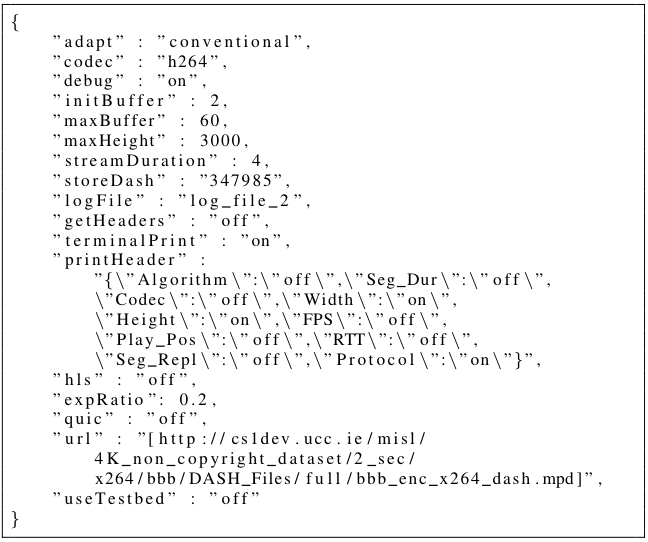 {
"adapt" : "conventional",
"codec" : "h264",
"debug" : "on",
"initBuffer" : 2,
"maxBuffer" : 60,
"maxHeight" : 3000,
"streamDuration" : 4,
"storeDash" : "347985",
"logFile" : "log_file_2",
"getHeaders" : "off",
"terminalPrint" : "on",
"printHeader" :
"{\"Algorithm\":\"off\",\"Seg_Dur\":\"off\",
\"Codec\":\"off\",\"Width\":\"on\",
\"Height\":\"on\",\"FPS\":\"off\",
\"Play_Pos\":\"off\",\"RTT\":\"off\",
\"Seg_Repl\":\"off\",\"Protocol\":\"on\"}",
"hls" : "off",
"expRatio": 0.2,
"quic" : "off",
"url" : "[http://cs1dev.ucc.ie/misl/
4K_non_copyright_dataset/2_sec/
x264/bbb/DASH_Files/full/bbb_enc_x264_dash.mpd]",
"useTestbed" : "off"
}